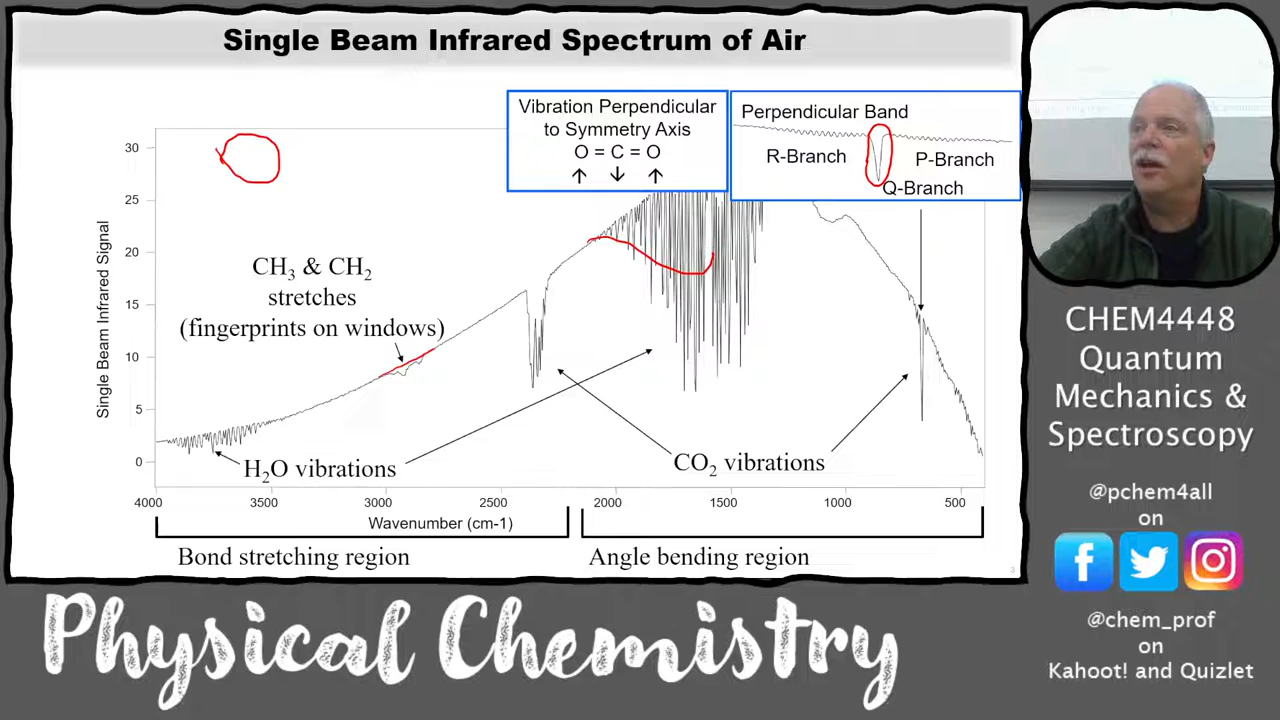 Single Beam Infrared Spectrum of Air
Vibration Perpendicular
to Symmetry Axis
O = C = O
Perpendicular Band
R-Branch
P-Branch
Q-Branch
30
25
20
15
10
5
0
Single Beam Infrared Signal
CH3 & CH2
stretches
(fingerprints on windows)
H2O vibrations
CO2 vibrations
4000 3500 3000 2500 2000 1500 1000 500
Wavenumber (cm-1)
Bond stretching region
Angle bending region
3
CHEM4448
Quantum
Mechanics &
Spectroscopy
@pchem4all
on
@chem_prof
on
Kahoot! and Quizlet
Physical Chemistry